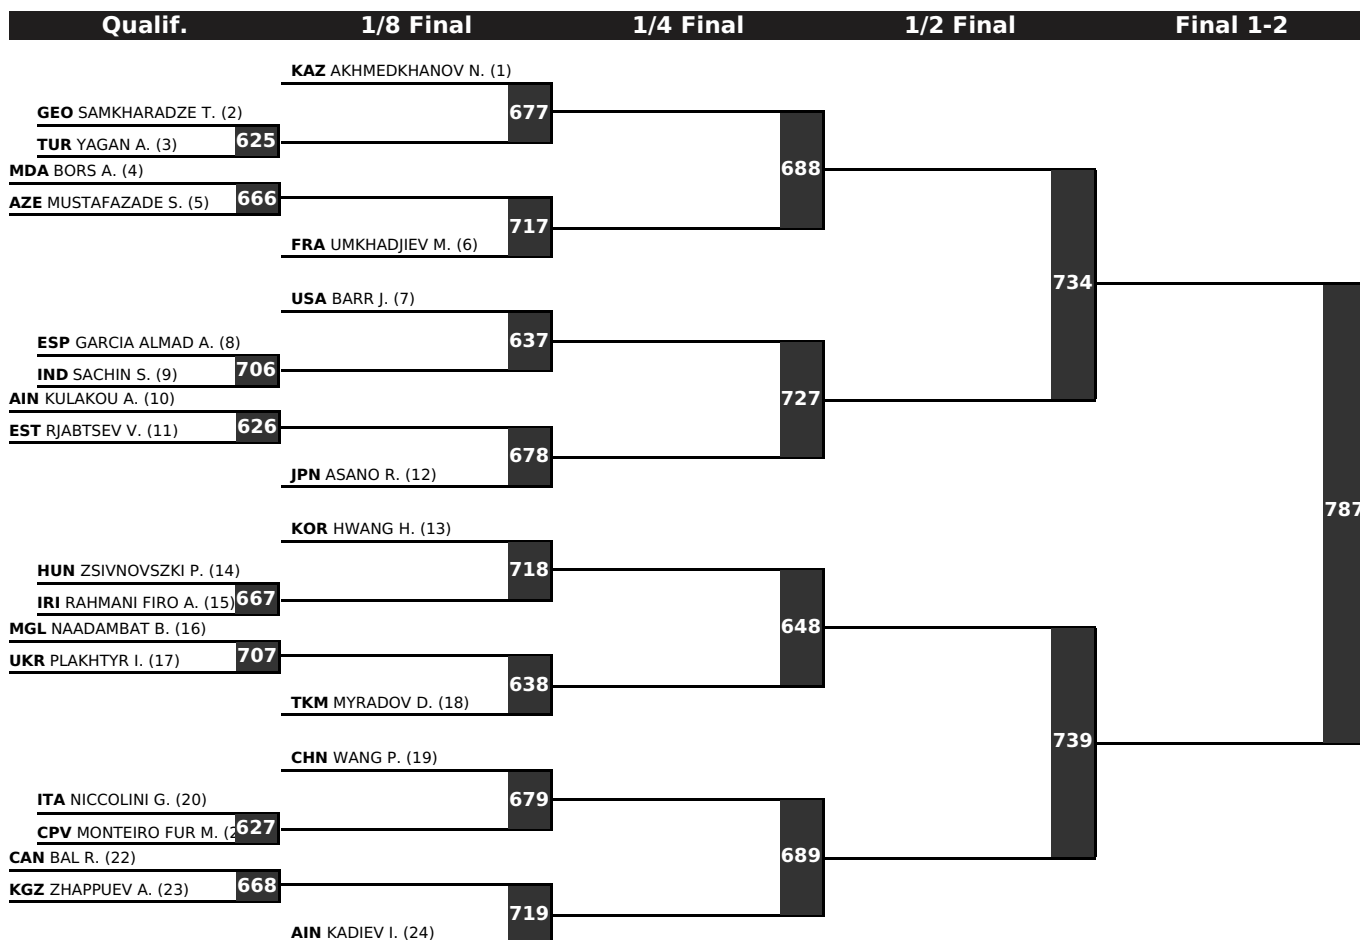 Qualif. 1/8 Final 1/4 Final 1/2 Final Final 1-2
KAZ AKHMEDKHANOV N. (1)
GEO SAMKHARADZE T. (2)
677
TUR YAGAN A. (3) 625
MDA BORS A. (4)
688
AZE MUSTAFAZADE S. (5) 666
717
FRA UMKHADJIEV M. (6)
734
USA BARR J. (7)
637
ESP GARCIA ALMAD A. (8)
IND SACHIN S. (9) 706
AIN KULAKOU A. (10)
727
EST RJABTSEV V. (11) 626
678
JPN ASANO R. (12)
787
KOR HWANG H. (13)
718
HUN ZSIVNOVSZKI P. (14)
IRI RAHMANI FIRO A. (15) 667
MGL NAADAMBAT B. (16)
648
UKR PLAKHTYR I. (17) 707
638
TKM MYRADOV D. (18)
739
CHN WANG P. (19)
679
ITA NICCOLINI G. (20)
CPV MONTEIRO FUR M. (2 627
CAN BAL R. (22)
689
KGZ ZHAPPUEV A. (23) 668
719
AIN KADIEV I. (24)